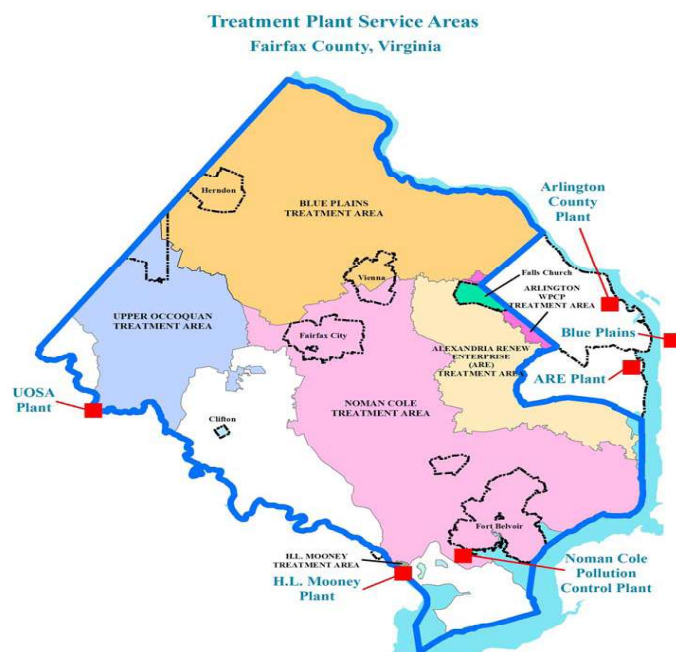 Treatment Plant Service Areas
Fairfax County, Virginia
Herndon
BLUE PLAINS
TREATMENT AREA
Arlington
County
Plant
Vienna
Falls Church
ARLINGTON
WPCP
TREATMENT AREA
UPPER OCCOQUAN
TREATMENT AREA
Fairfax City
Blue Plains
ALEXANDRIA RENEW
ENTERPRISE
(ARE)
TREATMENT AREA
ARE Plant
UOSA
Plant
NOMAN COLE
TREATMENT AREA
Clifton
Fort Belvoir
H.L. MOONEY
TREATMENT AREA
H.L. Mooney
Plant
Noman Cole
Pollution
Control Plant